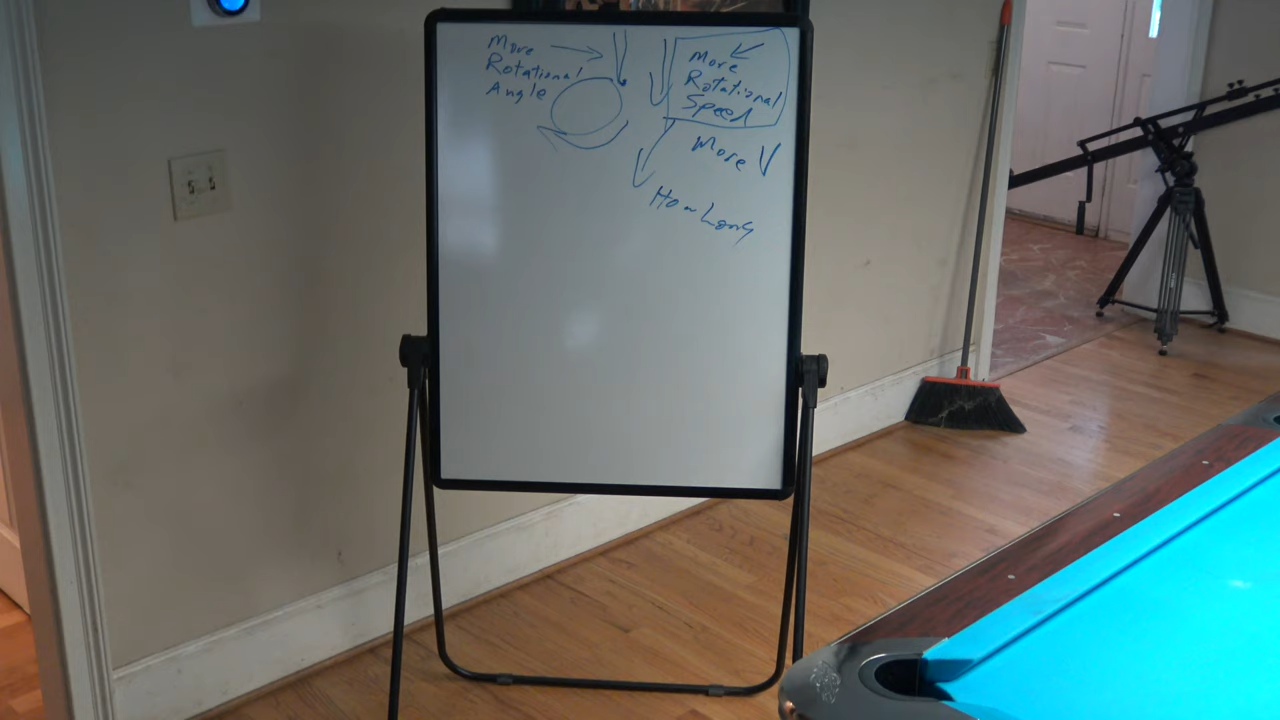 More
Rotational
Angle
More
Rotational
Speed
More V
How Long